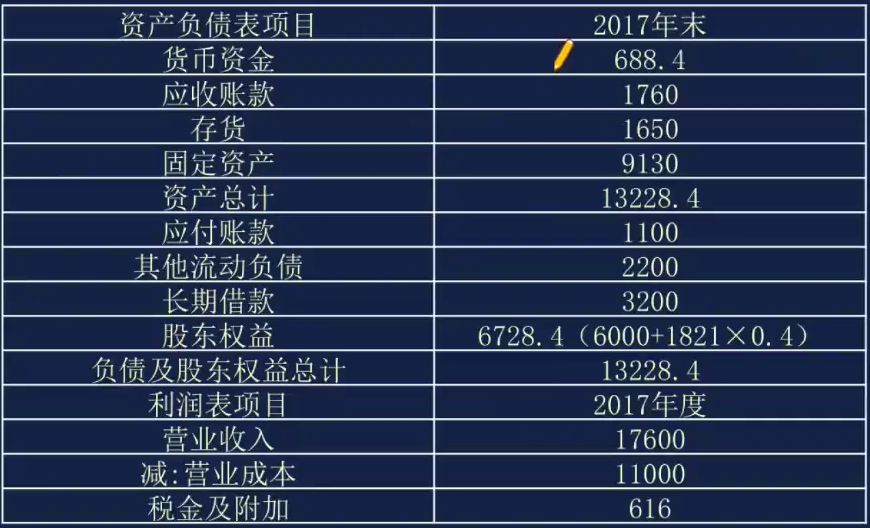 资产负债表项目 2017年末
货币资金 688.4
应收账款 1760
存货 1650
固定资产 9130
资产总计 13228.4
应付账款 1100
其他流动负债 2200
长期借款 3200
股东权益 6728.4（6000+1821×0.4）
负债及股东权益总计 13228.4
利润表项目 2017年度
营业收入 17600
减:营业成本 11000
税金及附加 616